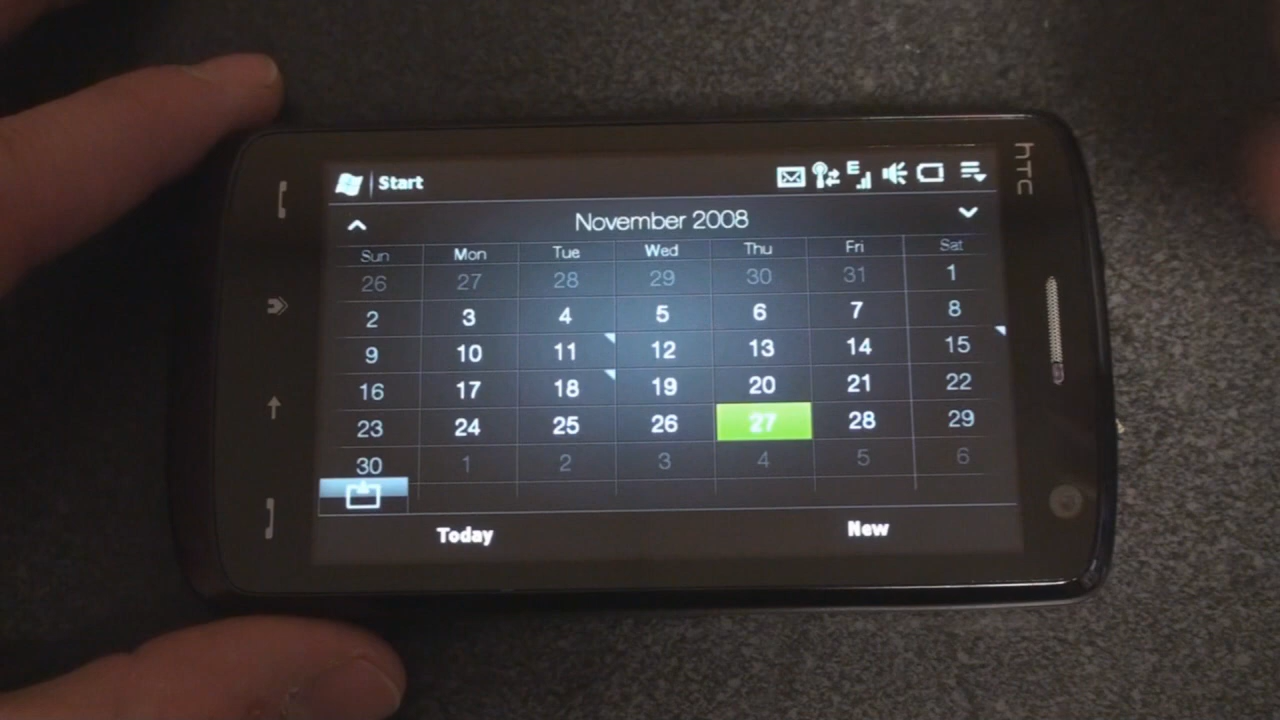 Start
E
htc
November 2008
Sun Mon Tue Wed Thu Fri Sat
26 27 28 29 30 31 1
2 3 4 5 6 7 8
9 10 11 12 13 14 15
16 17 18 19 20 21 22
23 24 25 26 27 28 29
30 1 2 3 4 5 6
Today New